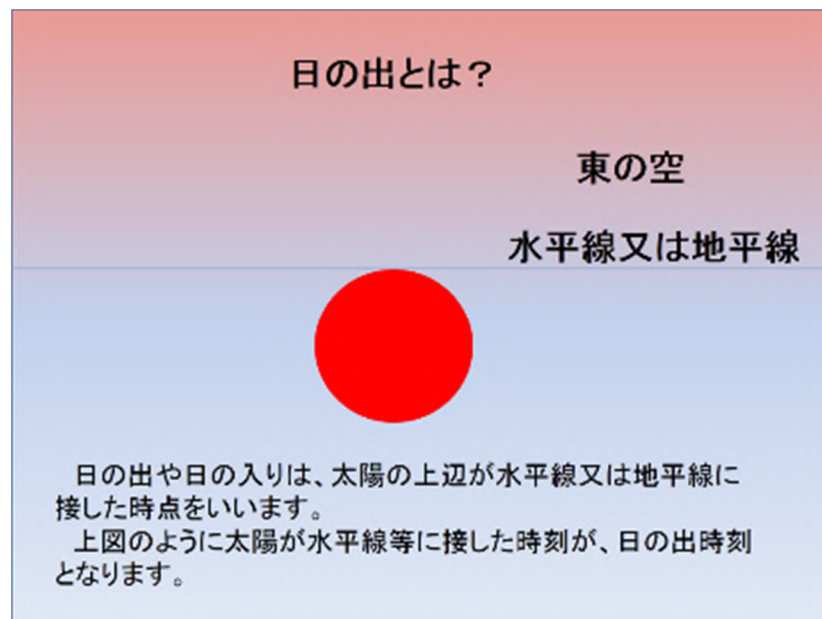 日の出とは？
東の空
水平線又は地平線
日の出や日の入りは、太陽の上辺が水平線又は地平線に
接した時点をいいます。
上図のように太陽が水平線等に接した時刻が、日の出時刻
となります。